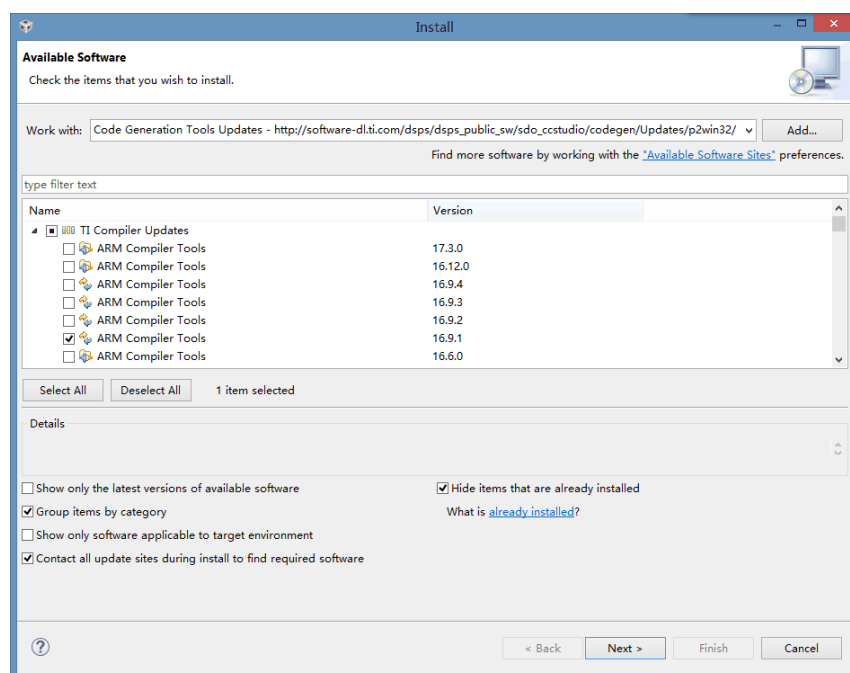 Install
Available Software
Check the items that you wish to install.
Work with: Code Generation Tools Updates - http://software-dl.ti.com/dsps/dsps_public_sw/sdo_ccstudio/codegen/Updates/p2win32/ Add...
Find more software by working with the "Available Software Sites" preferences.
type filter text
Name Version
TI Compiler Updates
ARM Compiler Tools 17.3.0
ARM Compiler Tools 16.12.0
ARM Compiler Tools 16.9.4
ARM Compiler Tools 16.9.3
ARM Compiler Tools 16.9.2
ARM Compiler Tools 16.9.1
ARM Compiler Tools 16.6.0
Select All Deselect All 1 item selected
Details
Show only the latest versions of available software Hide items that are already installed
Group items by category What is already installed?
Show only software applicable to target environment
Contact all update sites during install to find required software
? < Back Next > Finish Cancel